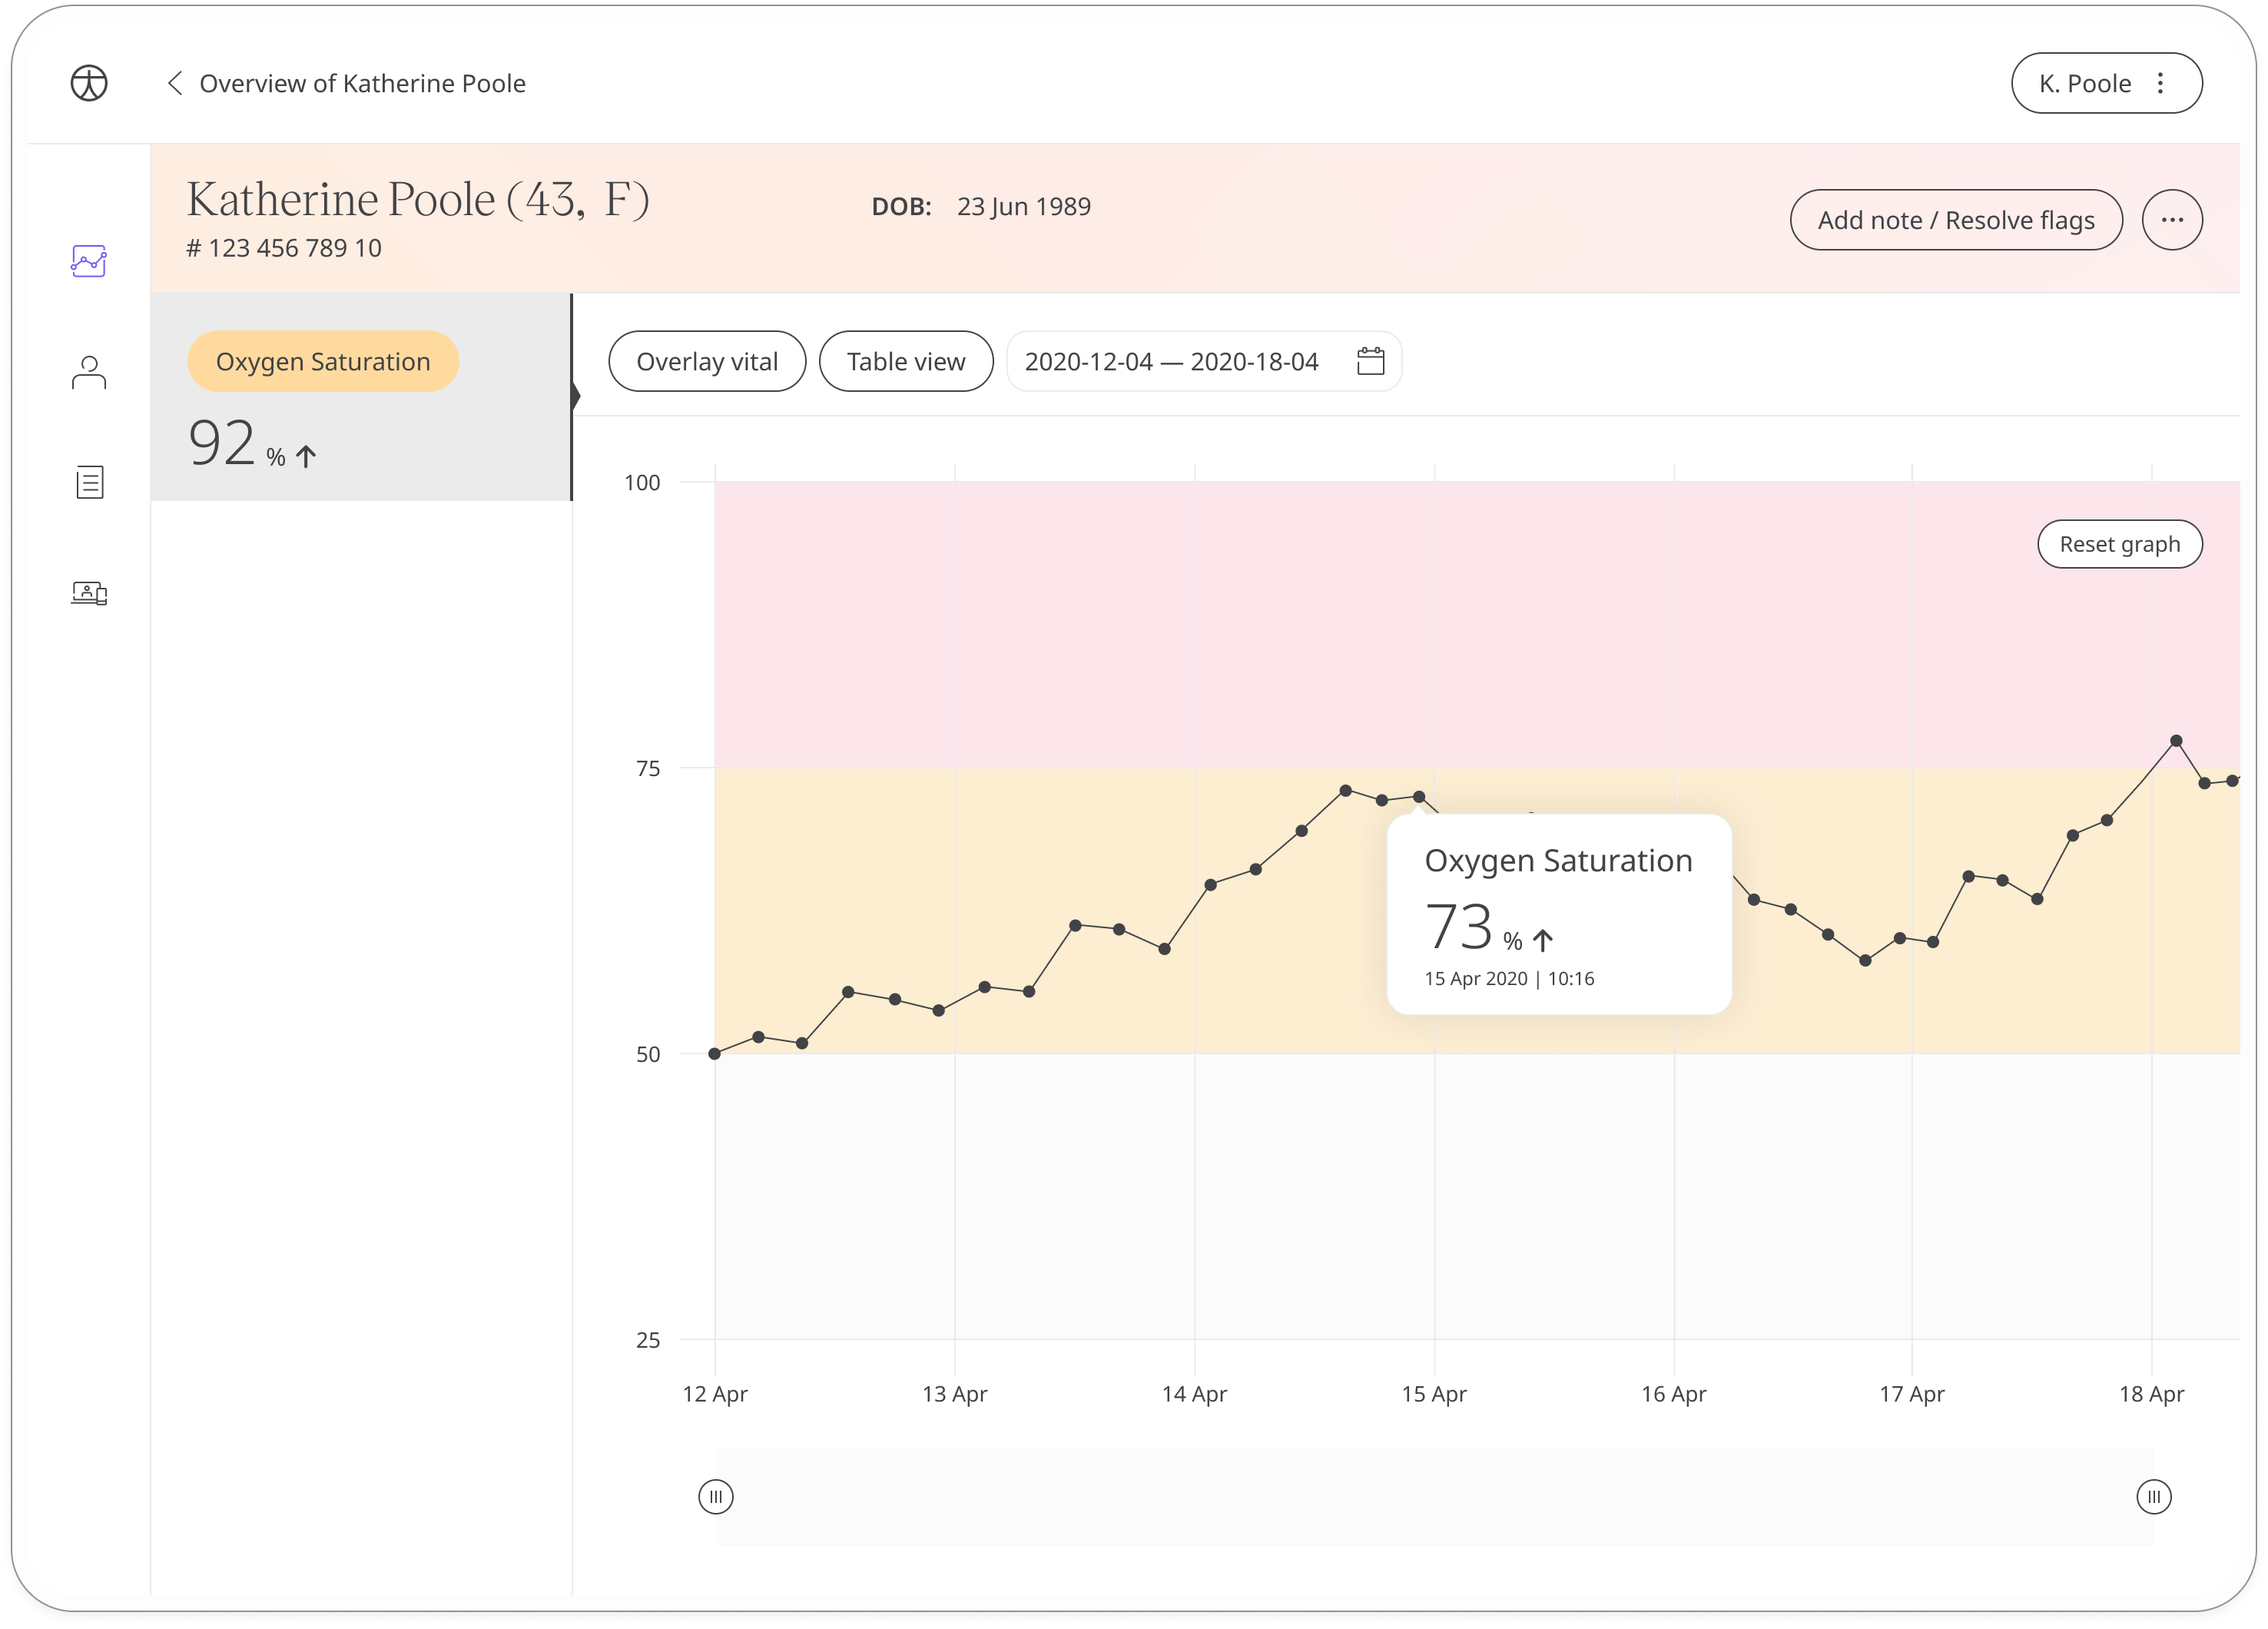 Overview of Katherine Poole
K. Poole
Katherine Poole (43, F)
DOB: 23 Jun 1989
# 123 456 789 10
Add note / Resolve flags
Oxygen Saturation
92 % ↑
Overlay vital
Table view
2020-12-04 — 2020-18-04
100
Reset graph
75
Oxygen Saturation
73 % ↑
15 Apr 2020 | 10:16
50
25
12 Apr 13 Apr 14 Apr 15 Apr 16 Apr 17 Apr 18 Apr